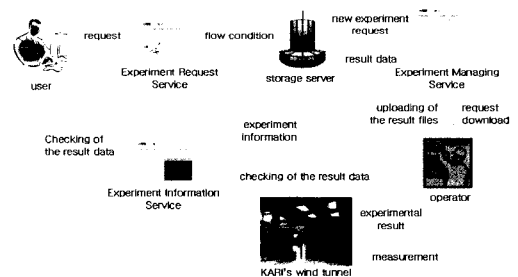 new experiment
request
request
flow condition
result data
user
Experiment Request
Service
storage server
Experiment Managing
Service
uploading of
the result files
request
download
experiment
information
Checking of
the result data
Experiment Information
Service
checking of the result data
operator
experimental
result
measurement
KARI's wind tunnel